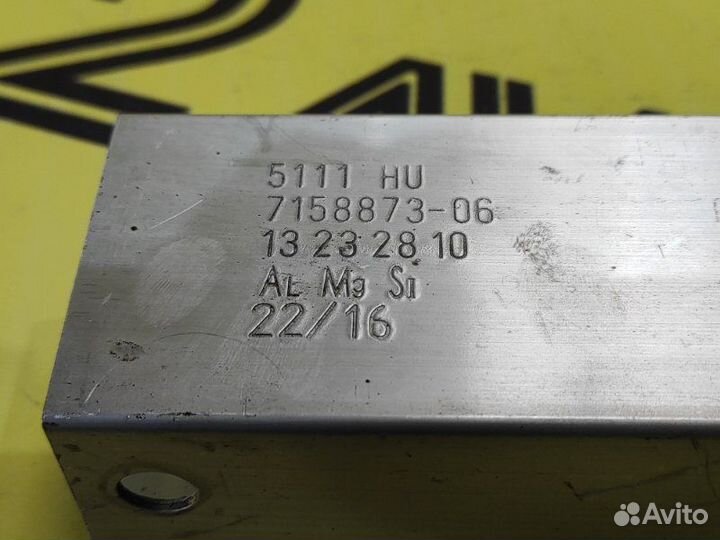 5111 HU
7158873-06
13 23 28 10
AL Mg Si
22/16
Avito